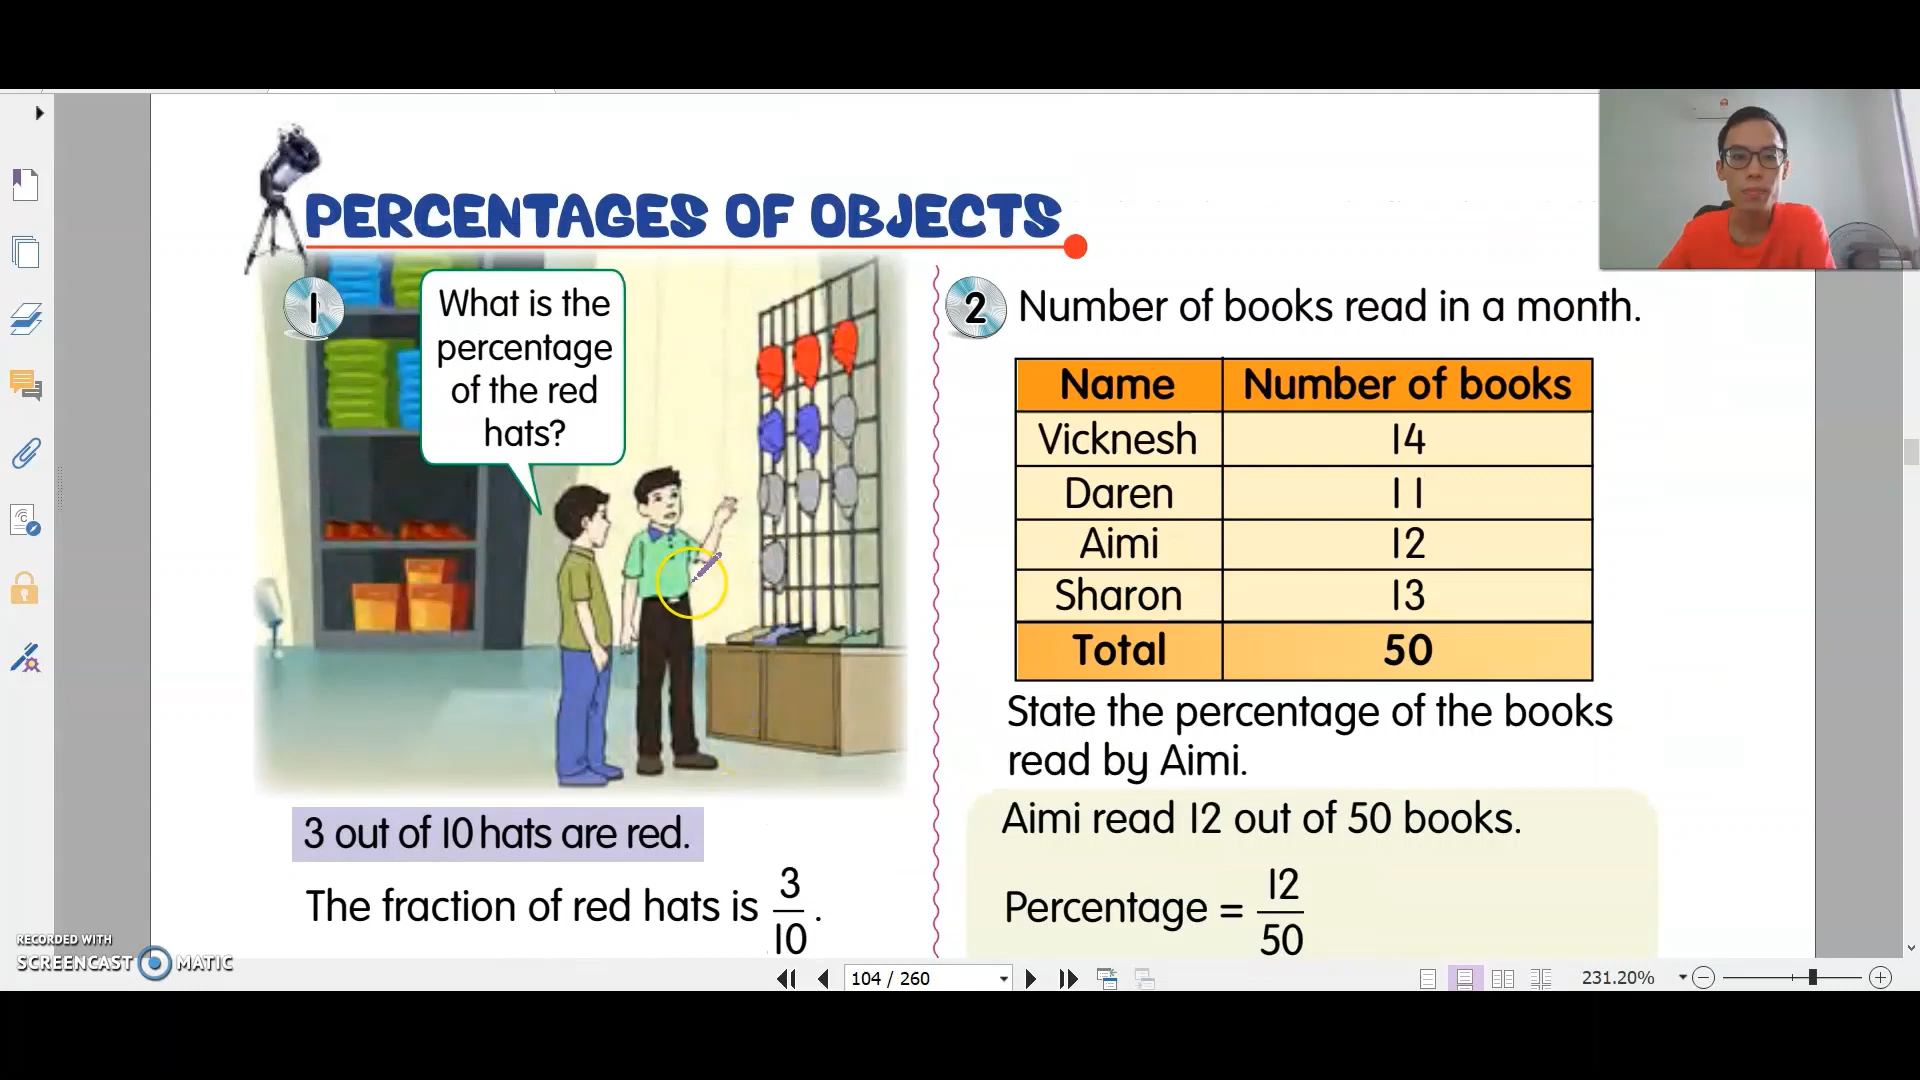 PERCENTAGES OF OBJECTS
1
What is the
percentage
of the red
hats?
3 out of 10 hats are red.
The fraction of red hats is 3/10.
2 Number of books read in a month.
Name Number of books
Vicknesh 14
Daren 11
Aimi 12
Sharon 13
Total 50
State the percentage of the books
read by Aimi.
Aimi read 12 out of 50 books.
Percentage = 12/50
RECORDED WITH
SCREENCAST MATIC
104 / 260
231.20%